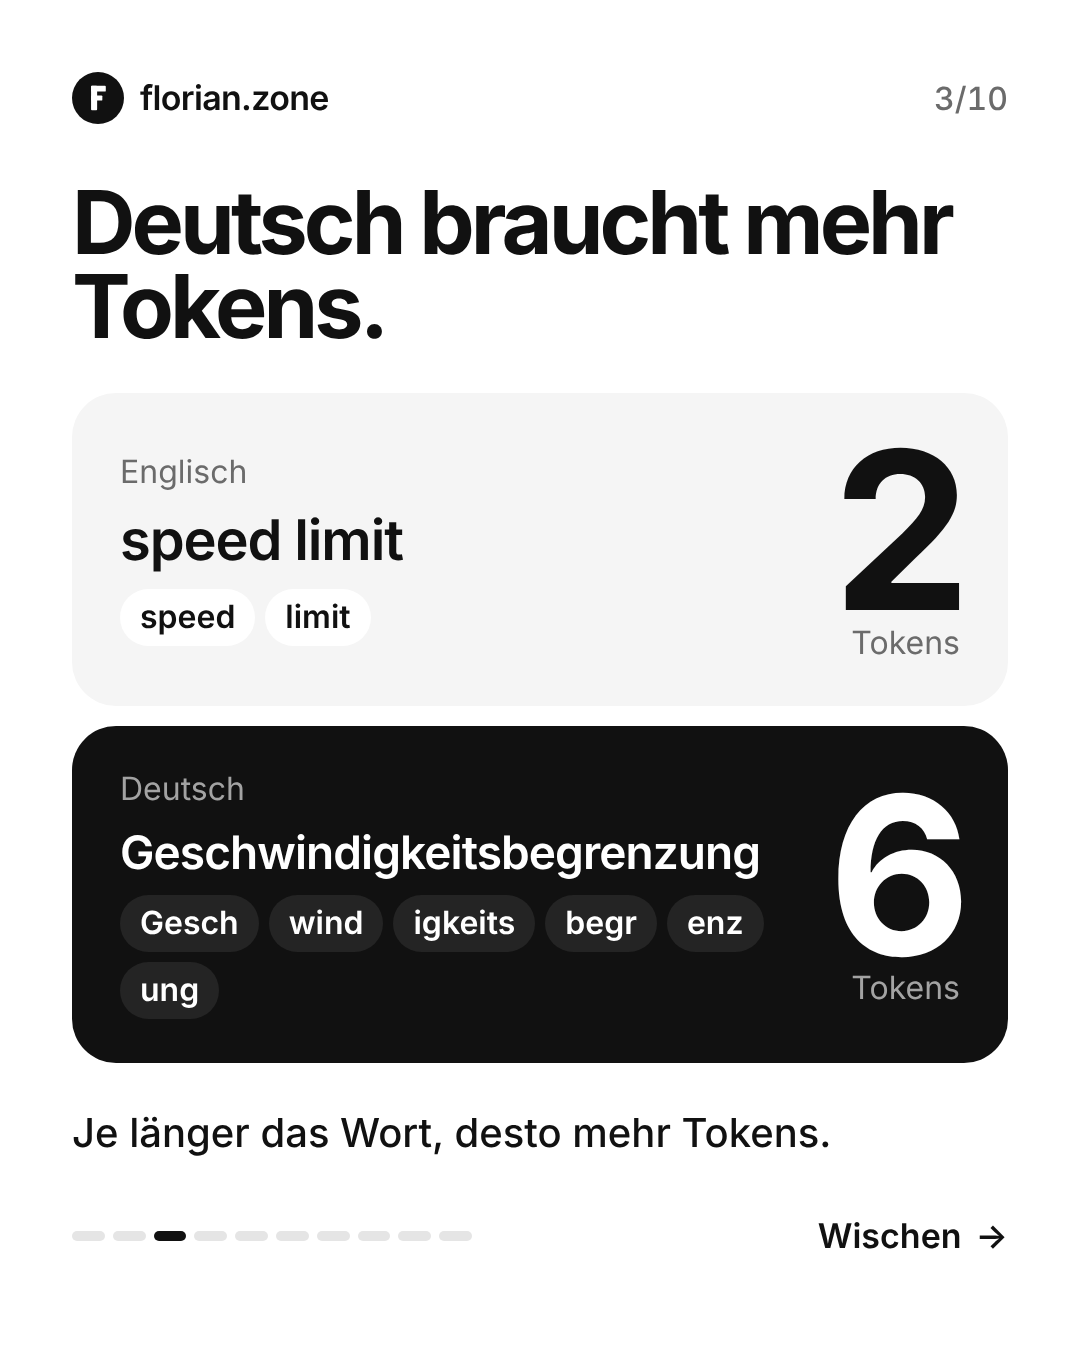 F florian.zone
3/10
Deutsch braucht mehr
Tokens.
Englisch
speed limit
speed limit
2
Tokens
Deutsch
Geschwindigkeitsbegrenzung
Gesch wind igkeits begr enz
ung
6
Tokens
Je länger das Wort, desto mehr Tokens.
Wischen →